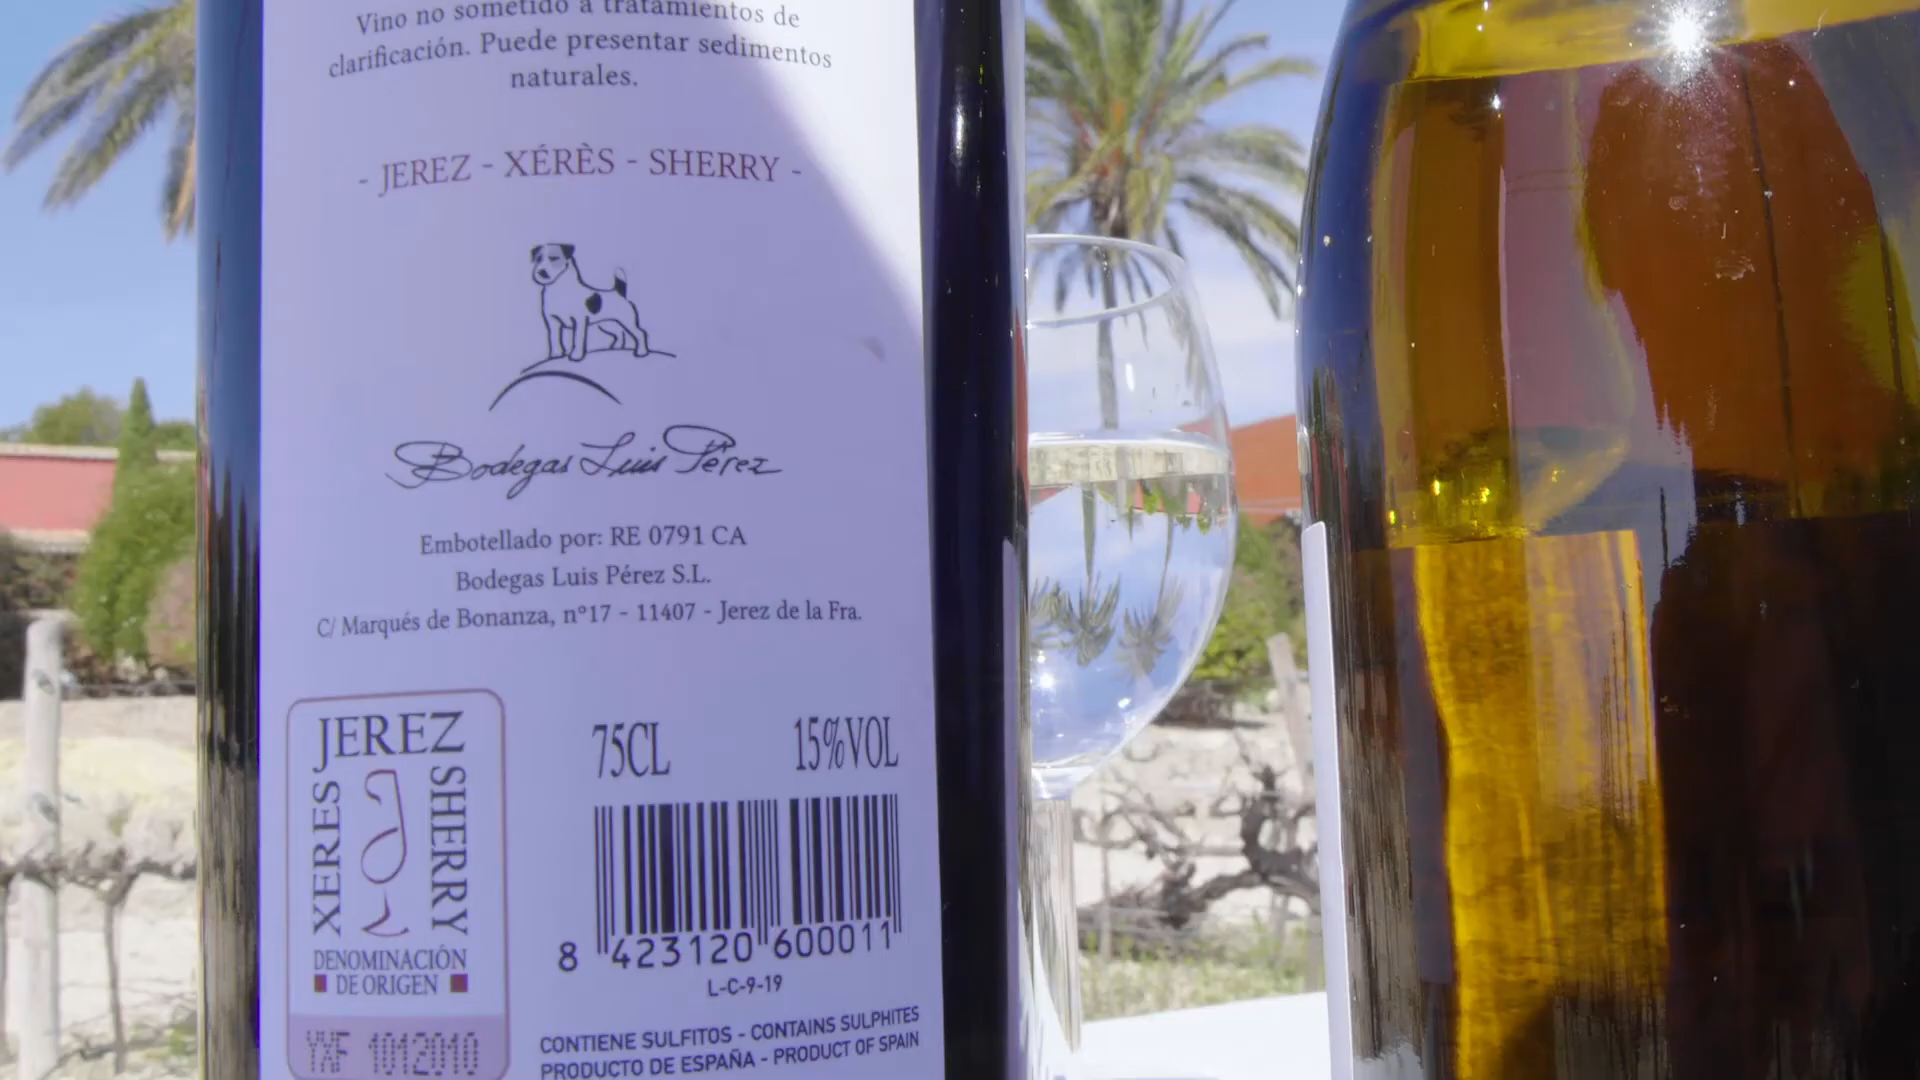 Vino no sometido a tratamientos de
clarificación. Puede presentar sedimentos
naturales.
- JEREZ - XÉRÈS - SHERRY -
Bodegas Luis Pérez
Embotellado por: RE 0791 CA
Bodegas Luis Pérez S.L.
C/ Marqués de Bonanza, nº17 - 11407 - Jerez de la Fra.
JEREZ
XERES
SHERRY
DENOMINACIÓN
DE ORIGEN
YXF 1012010
75CL 15%VOL
8 423120 600011
L-C-9-19
CONTIENE SULFITOS - CONTAINS SULPHITES
PRODUCTO DE ESPAÑA - PRODUCT OF SPAIN